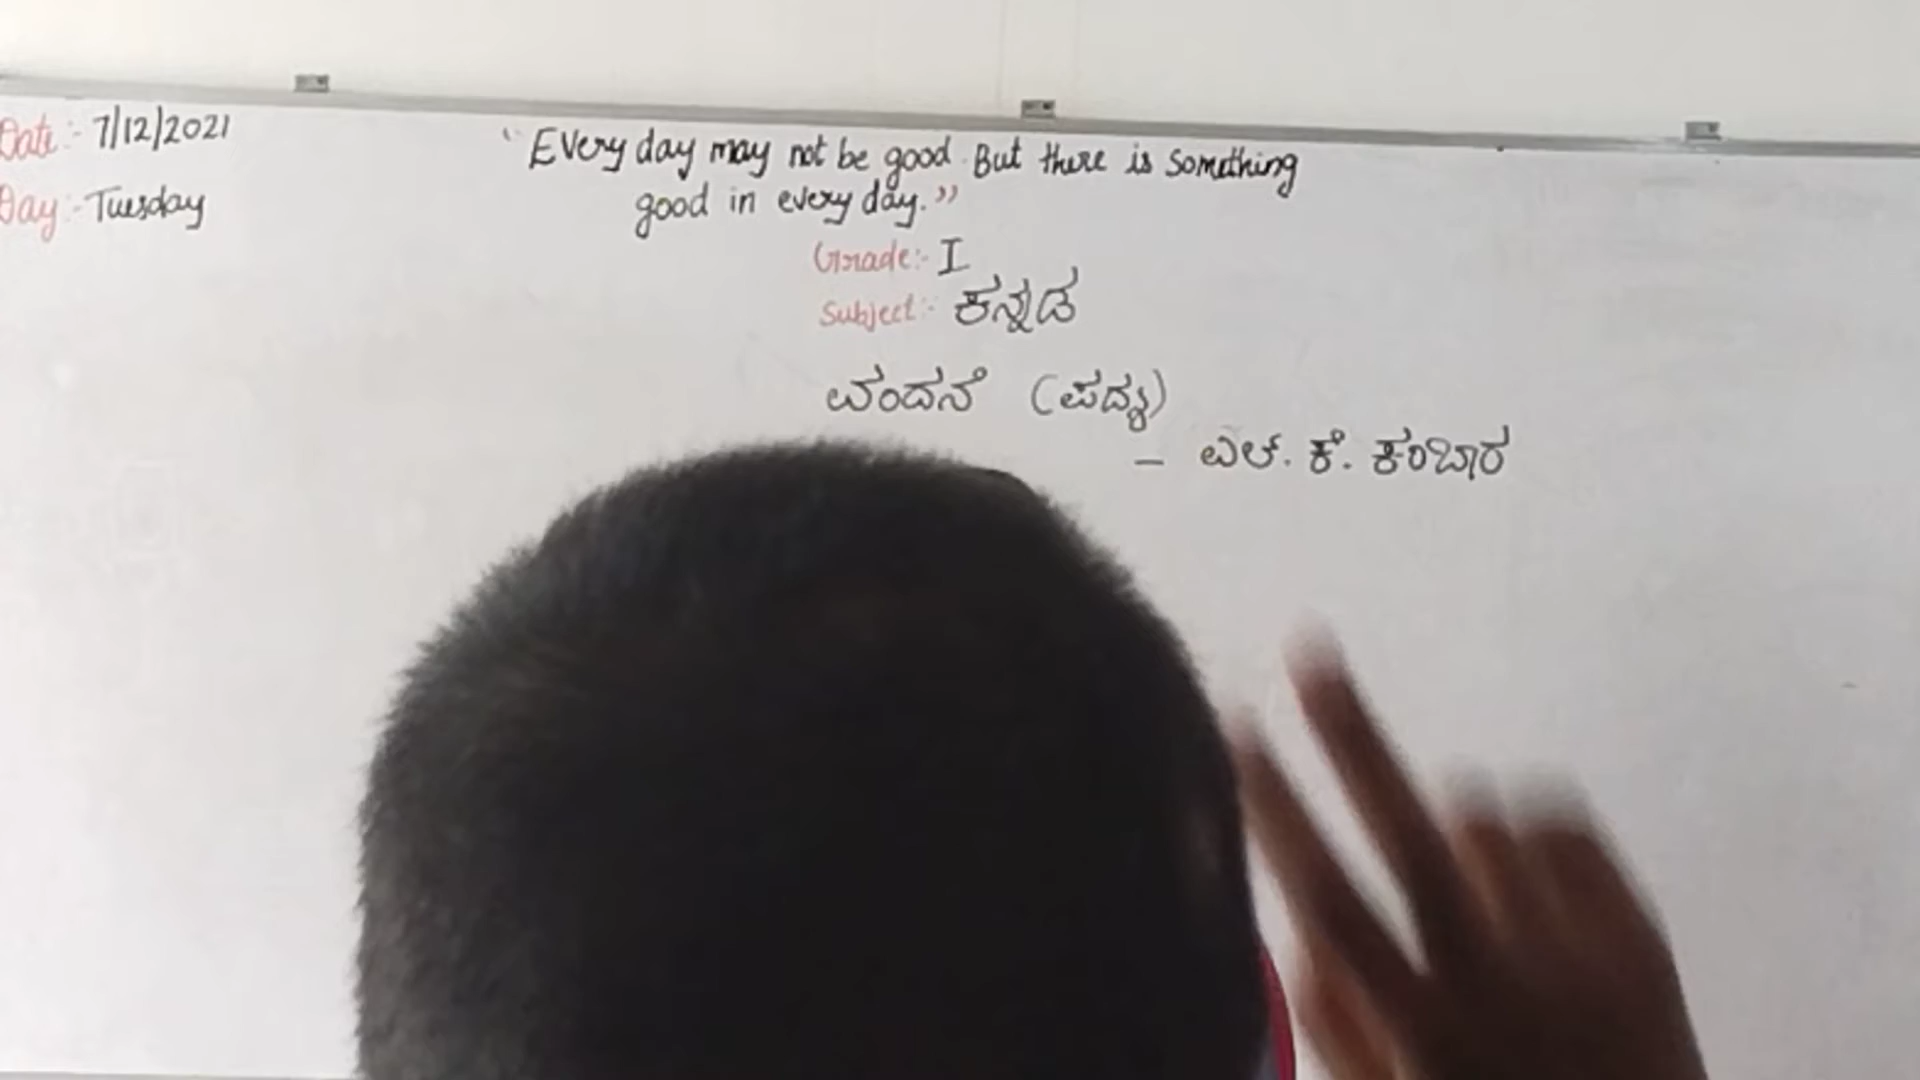 Date:- 7/12/2021
Day:- Tuesday
"Every day may not be good. But there is something
good in every day."
Grade:- I
Subject:- ಕನ್ನಡ
ವಂದನೆ (ಪದ್ಯ)
- ಎಲ್. ಕೆ. ಕಂಬಾರ